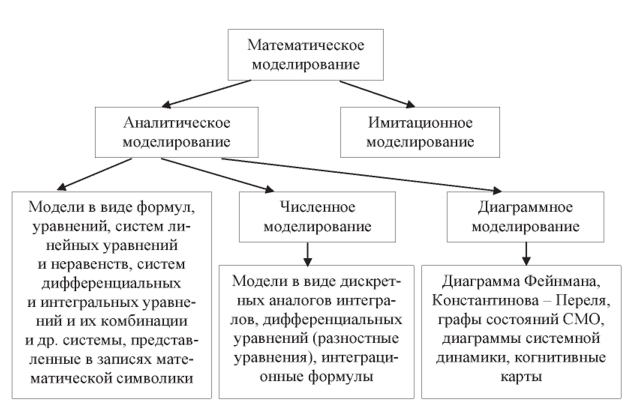 Математическое
моделирование
Аналитическое
моделирование
Имитационное
моделирование
Модели в виде формул,
уравнений, систем ли-
нейных уравнений
и неравенств, систем
дифференциальных
и интегральных уравне-
ний и их комбинации
и др. системы, представ-
ленные в записях мате-
матической символики
Численное
моделирование
Модели в виде дискрет-
ных аналогов интегра-
лов, дифференциальных
уравнений (разностные
уравнения), интеграци-
онные формулы
Диаграммное
моделирование
Диаграмма Фейнмана,
Константинова – Переля,
графы состояний СМО,
диаграммы системной
динамики, когнитивные
карты